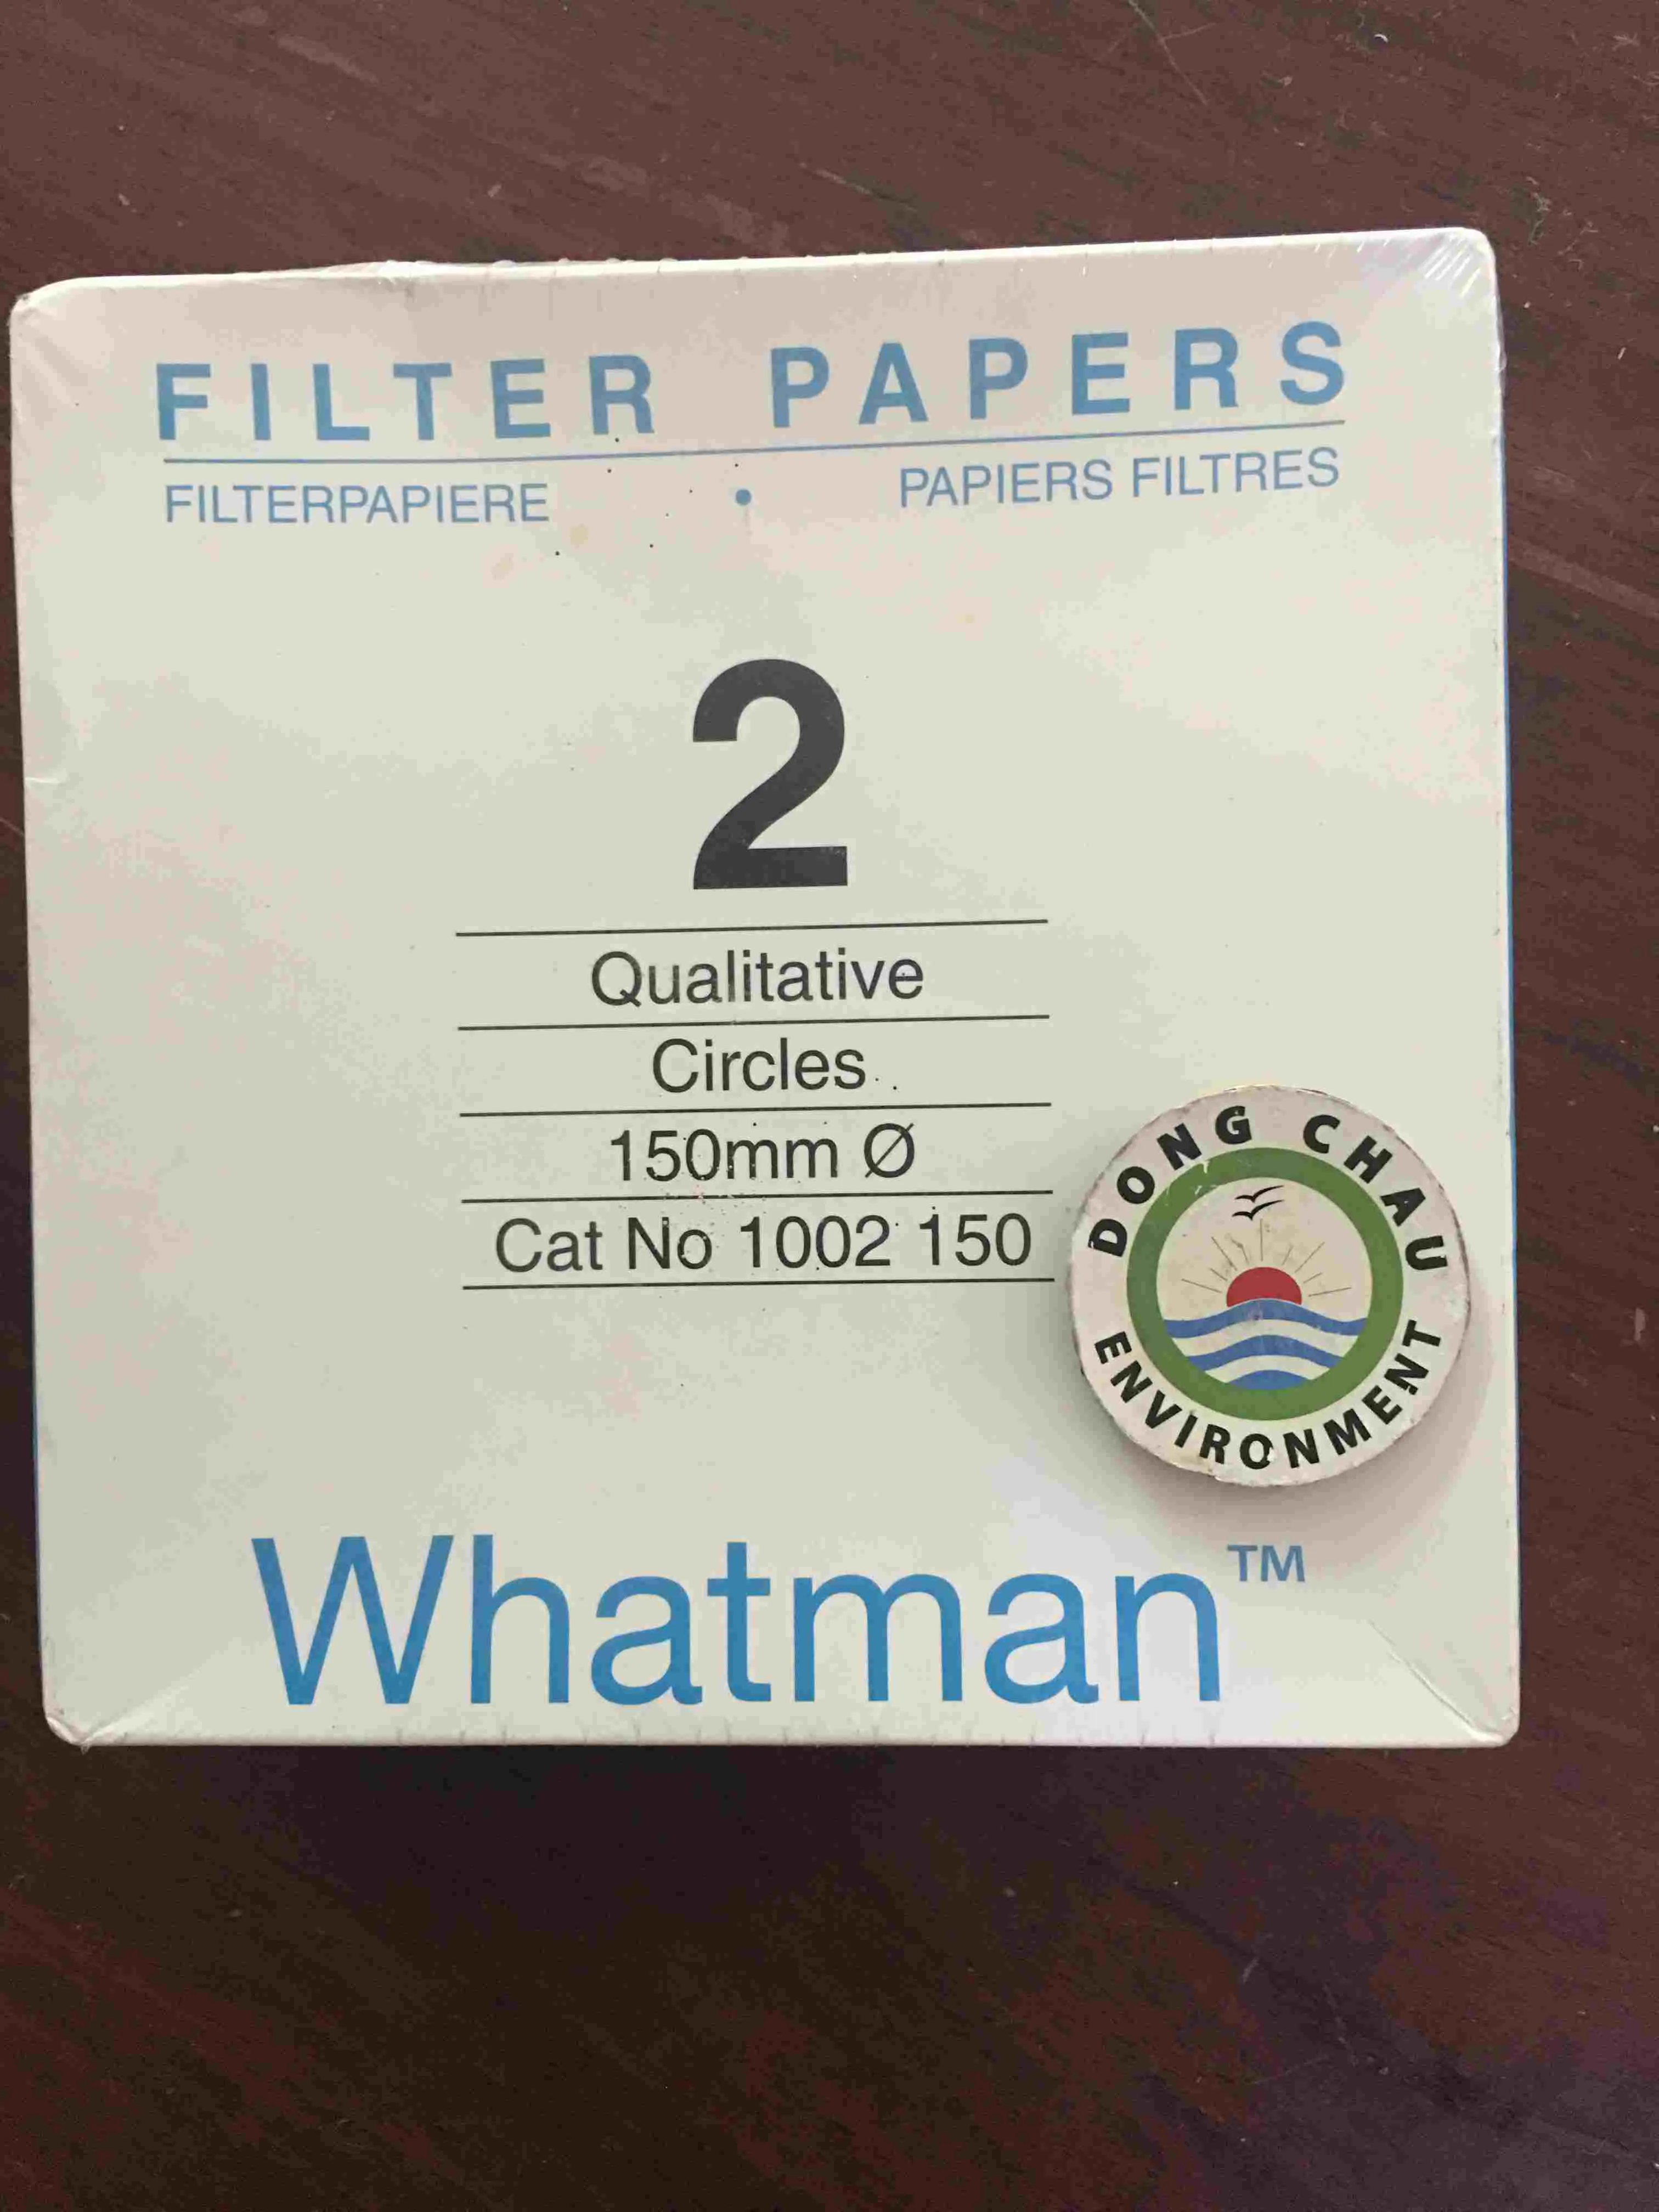 FILTER PAPERS
FILTERPAPIERE • PAPIERS FILTRES
2
Qualitative
Circles
150mm Ø
Cat No 1002 150
DONG CHAU
ENVIRONMENT
Whatman™